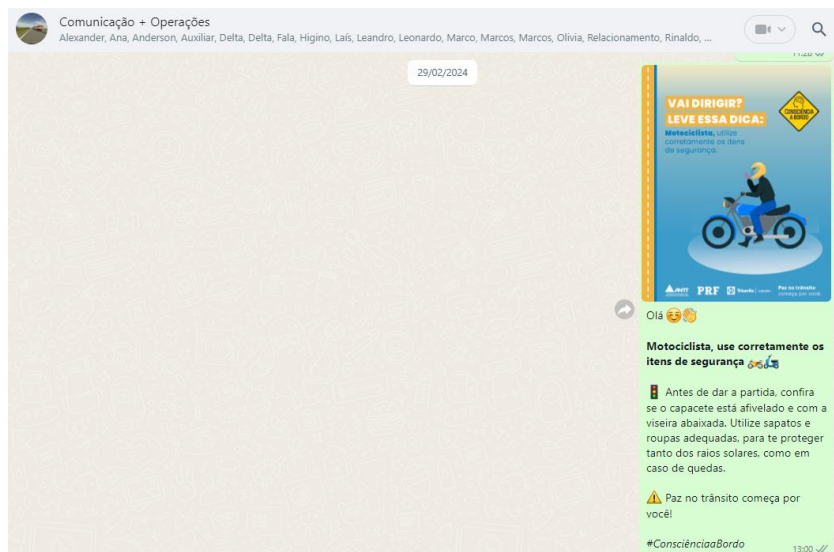 Comunicação + Operações
Alexander, Ana, Anderson, Auxiliar, Delta, Delta, Fala, Higino, Laís, Leandro, Leonardo, Marco, Marcos, Marcos, Olivia, Relacionamento, Rinaldo, ...
11:28
29/02/2024
VAI DIRIGIR?
LEVE ESSA DICA:
CONSCIÊNCIA
A BORDO
Motociclista, utilize
corretamente os itens
de segurança.
ANTT
PRF
Triunfo
Paz no trânsito
começa por você.
Olá 😊👏
Motociclista, use corretamente os
itens de segurança 🏍️🛵
🚦 Antes de dar a partida, confira
se o capacete está afivelado e com a
viseira abaixada. Utilize sapatos e
roupas adequadas, para te proteger
tanto dos raios solares, como em
caso de quedas.
⚠️ Paz no trânsito começa por
você!
#ConsciênciaaBordo
13:00